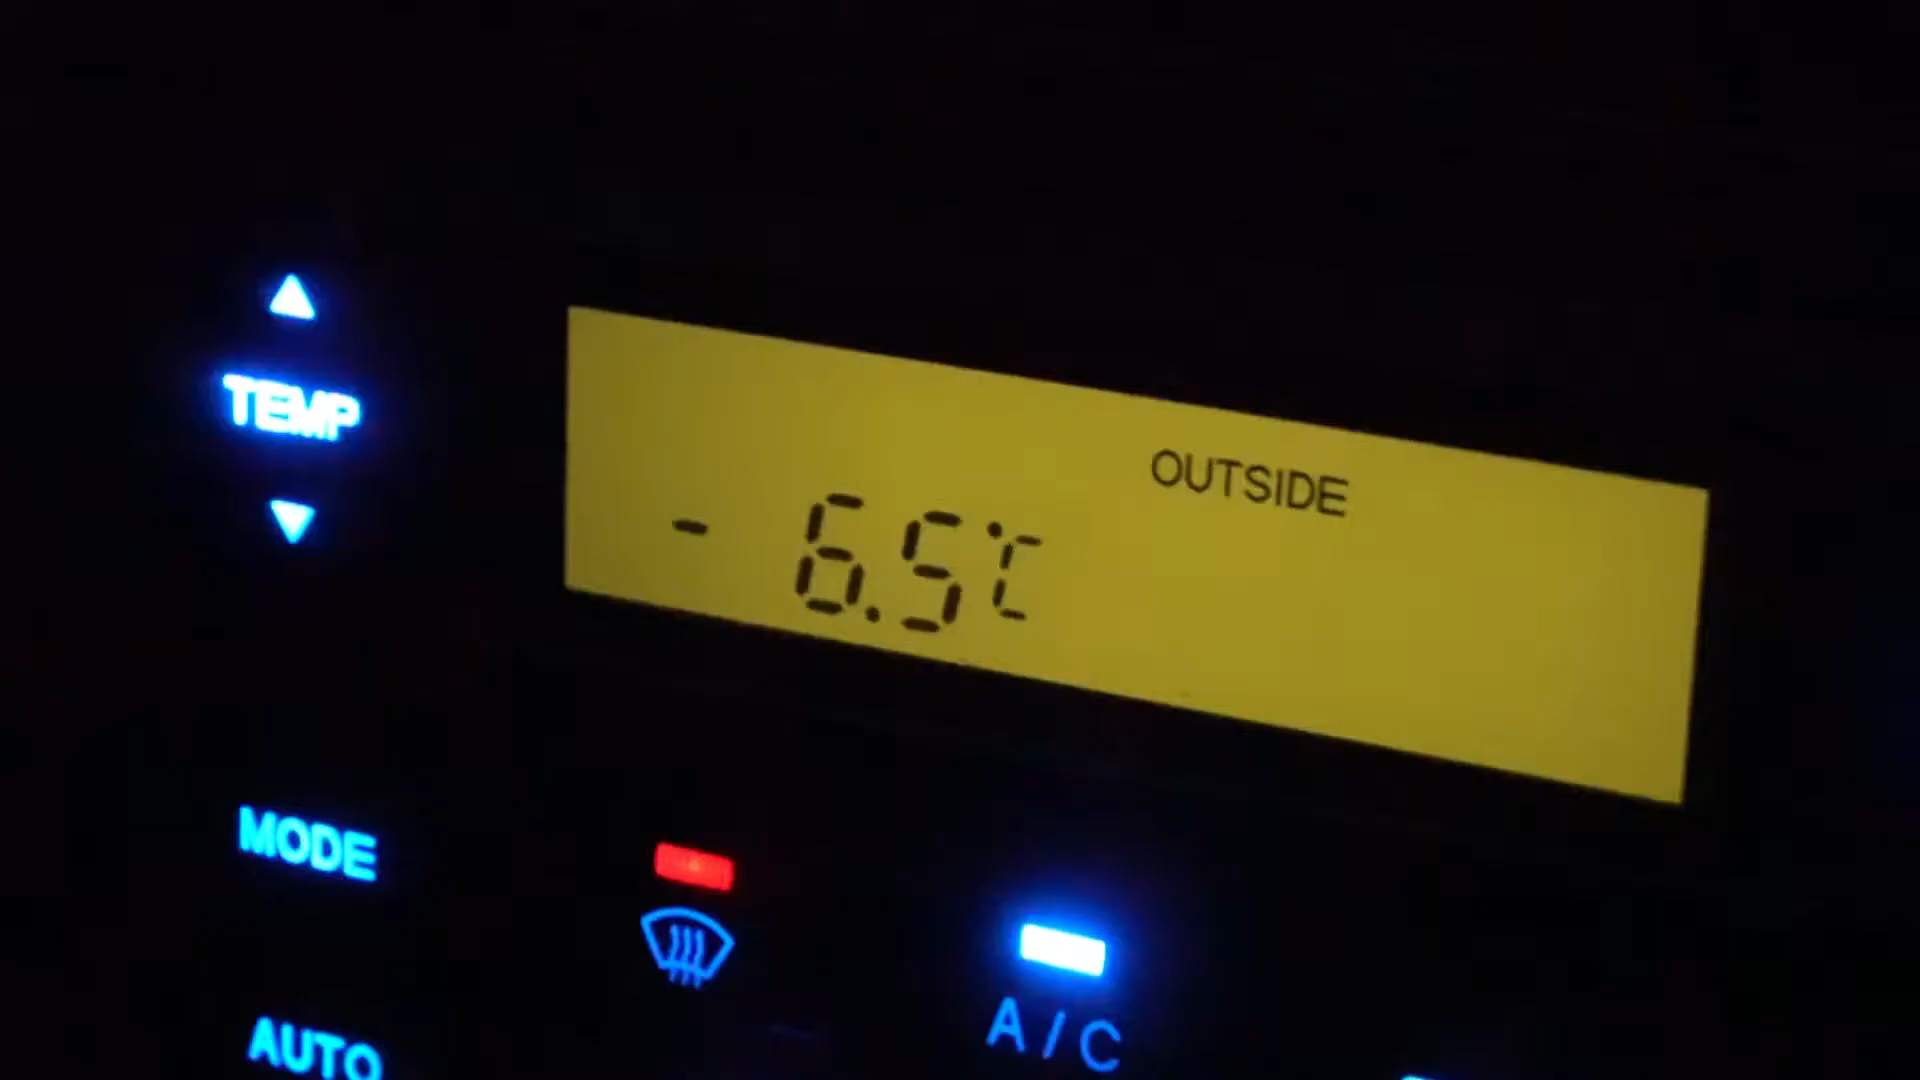 TEMP
OUTSIDE
- 6.5℃
MODE
A/C
AUTO